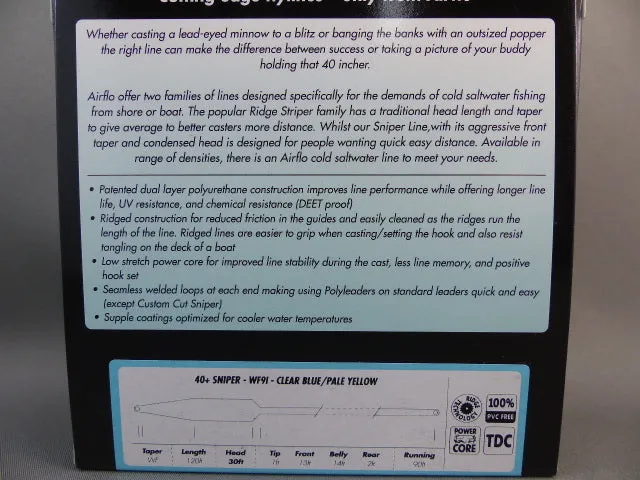 Whether casting a lead-eyed minnow to a blitz or banging the banks with an outsized popper
the right line can make the difference between success or taking a picture of your buddy
holding that 40 incher.
Airflo offer two families of lines designed specifically for the demands of cold saltwater fishing
from shore or boat. The popular Ridge Striper family has a traditional head length and taper
to give average to better casters more distance. Whilst our Sniper Line,with its aggressive front
taper and condensed head is designed for people wanting quick easy distance. Available in
range of densities, there is an Airflo cold saltwater line to meet your needs.
• Patented dual layer polyurethane construction improves line performance while offering longer line
life, UV resistance, and chemical resistance (DEET proof)
• Ridged construction for reduced friction in the guides and easily cleaned as the ridges run the
length of the line. Ridged lines are easier to grip when casting/setting the hook and also resist
tangling on the deck of a boat
• Low stretch power core for improved line stability during the cast, less line memory, and positive
hook set
• Seamless welded loops at each end making using Polyleaders on standard leaders quick and easy
(except Custom Cut Sniper)
• Supple coatings optimized for cooler water temperatures
40+ SNIPER - WF9I - CLEAR BLUE/PALE YELLOW
RIDGE TECHNOLOGY
100%
PVC FREE
POWER
CORE
TDC
Taper Length Head Tip Front Belly Rear Running
WF 120ft 30ft 1ft 13ft 14ft 2ft 90ft